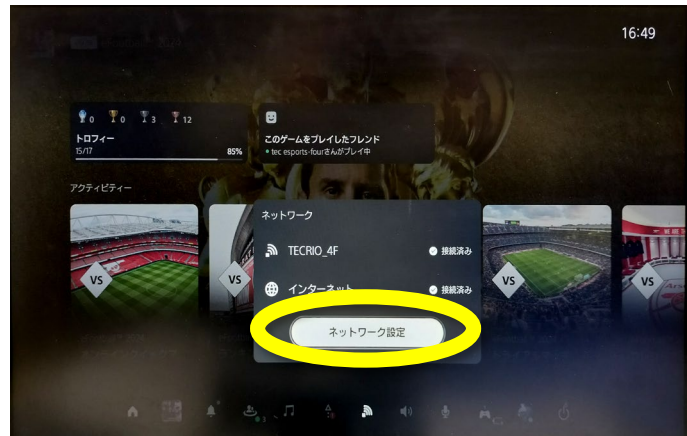 16:49
0 0 3 12
トロフィー
15/17 85%
このゲームをプレイしたフレンド
tec esports-fourさんがプレイ中
アクティビティー
VS
VS
VS
VS
ネットワーク
TECRIO_4F 接続済み
インターネット 接続済み
ネットワーク設定
3